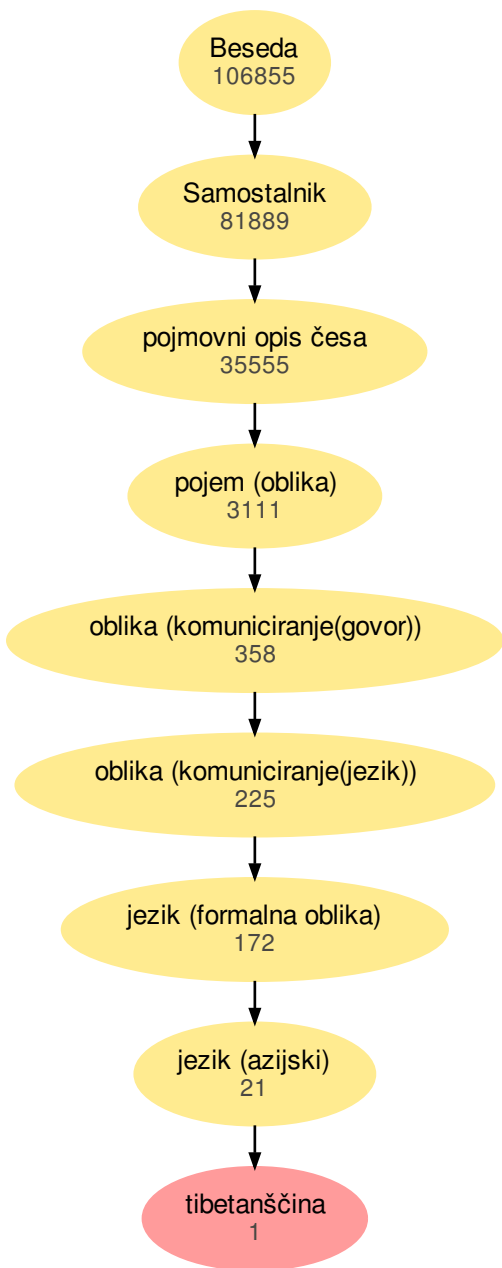 Beseda
106855
Samostalnik
81889
pojmovni opis česa
35555
pojem (oblika)
3111
oblika (komuniciranje(govor))
358
oblika (komuniciranje(jezik))
225
jezik (formalna oblika)
172
jezik (azijski)
21
tibetanščina
1